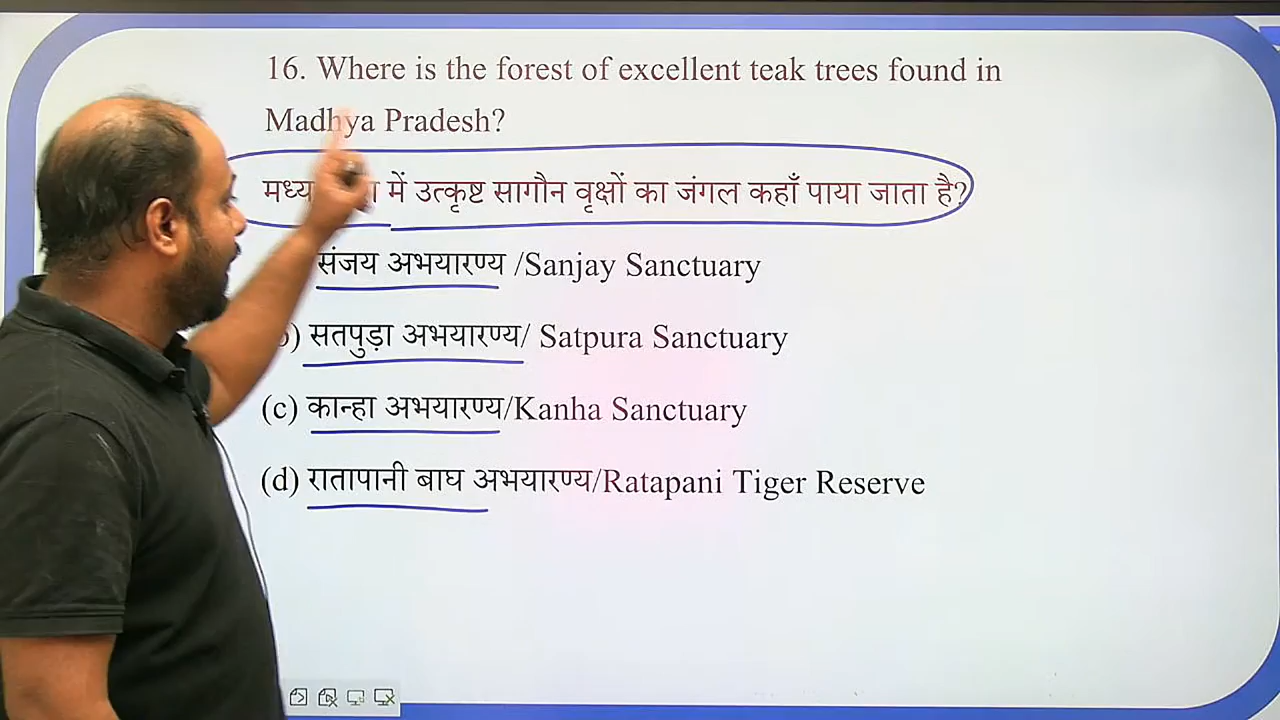 16. Where is the forest of excellent teak trees found in
Madhya Pradesh?
में उत्कृष्ट सागौन वृक्षों का जंगल कहाँ पाया जाता है?
संजय अभयारण्य /Sanjay Sanctuary
सतपुड़ा अभयारण्य/ Satpura Sanctuary
(c) कान्हा अभयारण्य/Kanha Sanctuary
(d) रातापानी बाघ अभयारण्य/Ratapani Tiger Reserve